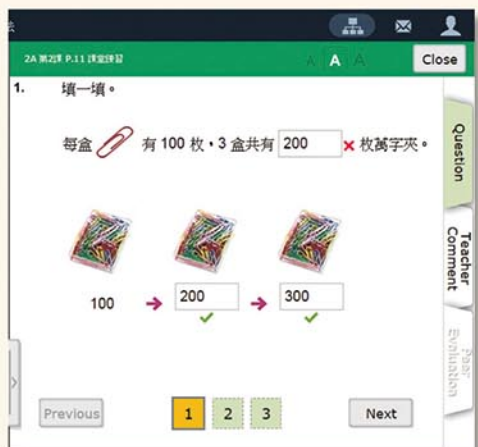 法
2A 第2課 P.11 課堂練習
A A A
Close
1. 填一填。
每盒 有 100 枚，3 盒共有 200 枚萬字夾。
100 200 300
Question
Teacher Comment
Peer Evaluation
Previous 1 2 3 Next